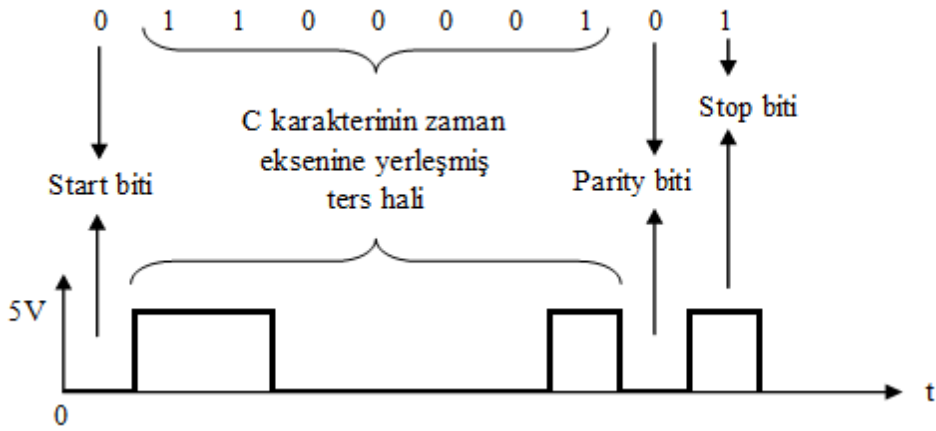 0 1 1 0 0 0 0 1 0 1
C karakterinin zaman
eksenine yerleşmiş
ters hali
Stop biti
Start biti
Parity biti
5V
0
t